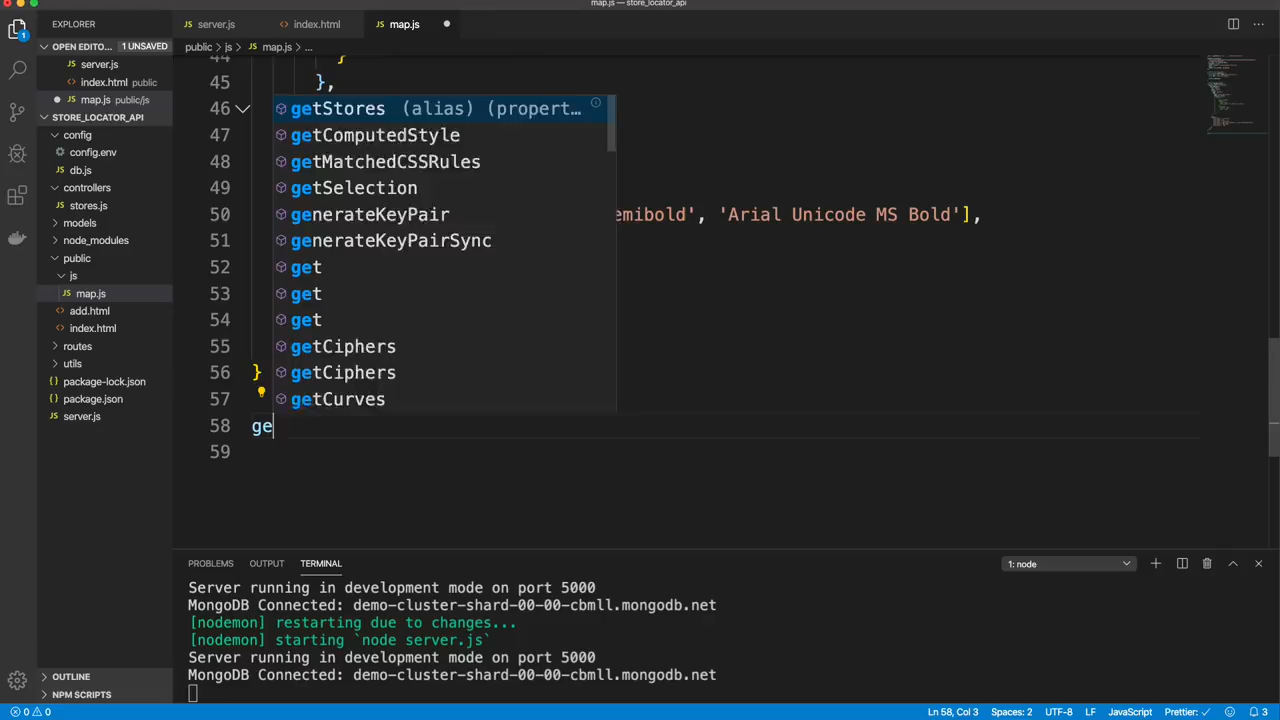 map.js — store_locator_api
EXPLORER
server.js
index.html
map.js
OPEN EDITO... 1 UNSAVED
public › js › map.js › ...
server.js
index.html public
map.js public/js
STORE_LOCATOR_API
config
config.env
db.js
controllers
stores.js
models
node_modules
public
js
map.js
add.html
index.html
routes
utils
package-lock.json
package.json
server.js
OUTLINE
NPM SCRIPTS
44 }
45 },
46
47
48
49
50 emibold', 'Arial Unicode MS Bold'],
51
52
53
54
55
56 }
57
58 ge
59
getStores (alias) (propert...
getComputedStyle
getMatchedCSSRules
getSelection
generateKeyPair
generateKeyPairSync
get
get
get
getCiphers
getCiphers
getCurves
PROBLEMS OUTPUT TERMINAL 1: node
Server running in development mode on port 5000
MongoDB Connected: demo-cluster-shard-00-00-cbmll.mongodb.net
[nodemon] restarting due to changes...
[nodemon] starting `node server.js`
Server running in development mode on port 5000
MongoDB Connected: demo-cluster-shard-00-00-cbmll.mongodb.net
0 0 Ln 58, Col 3 Spaces: 2 UTF-8 LF JavaScript Prettier: ✓ 3